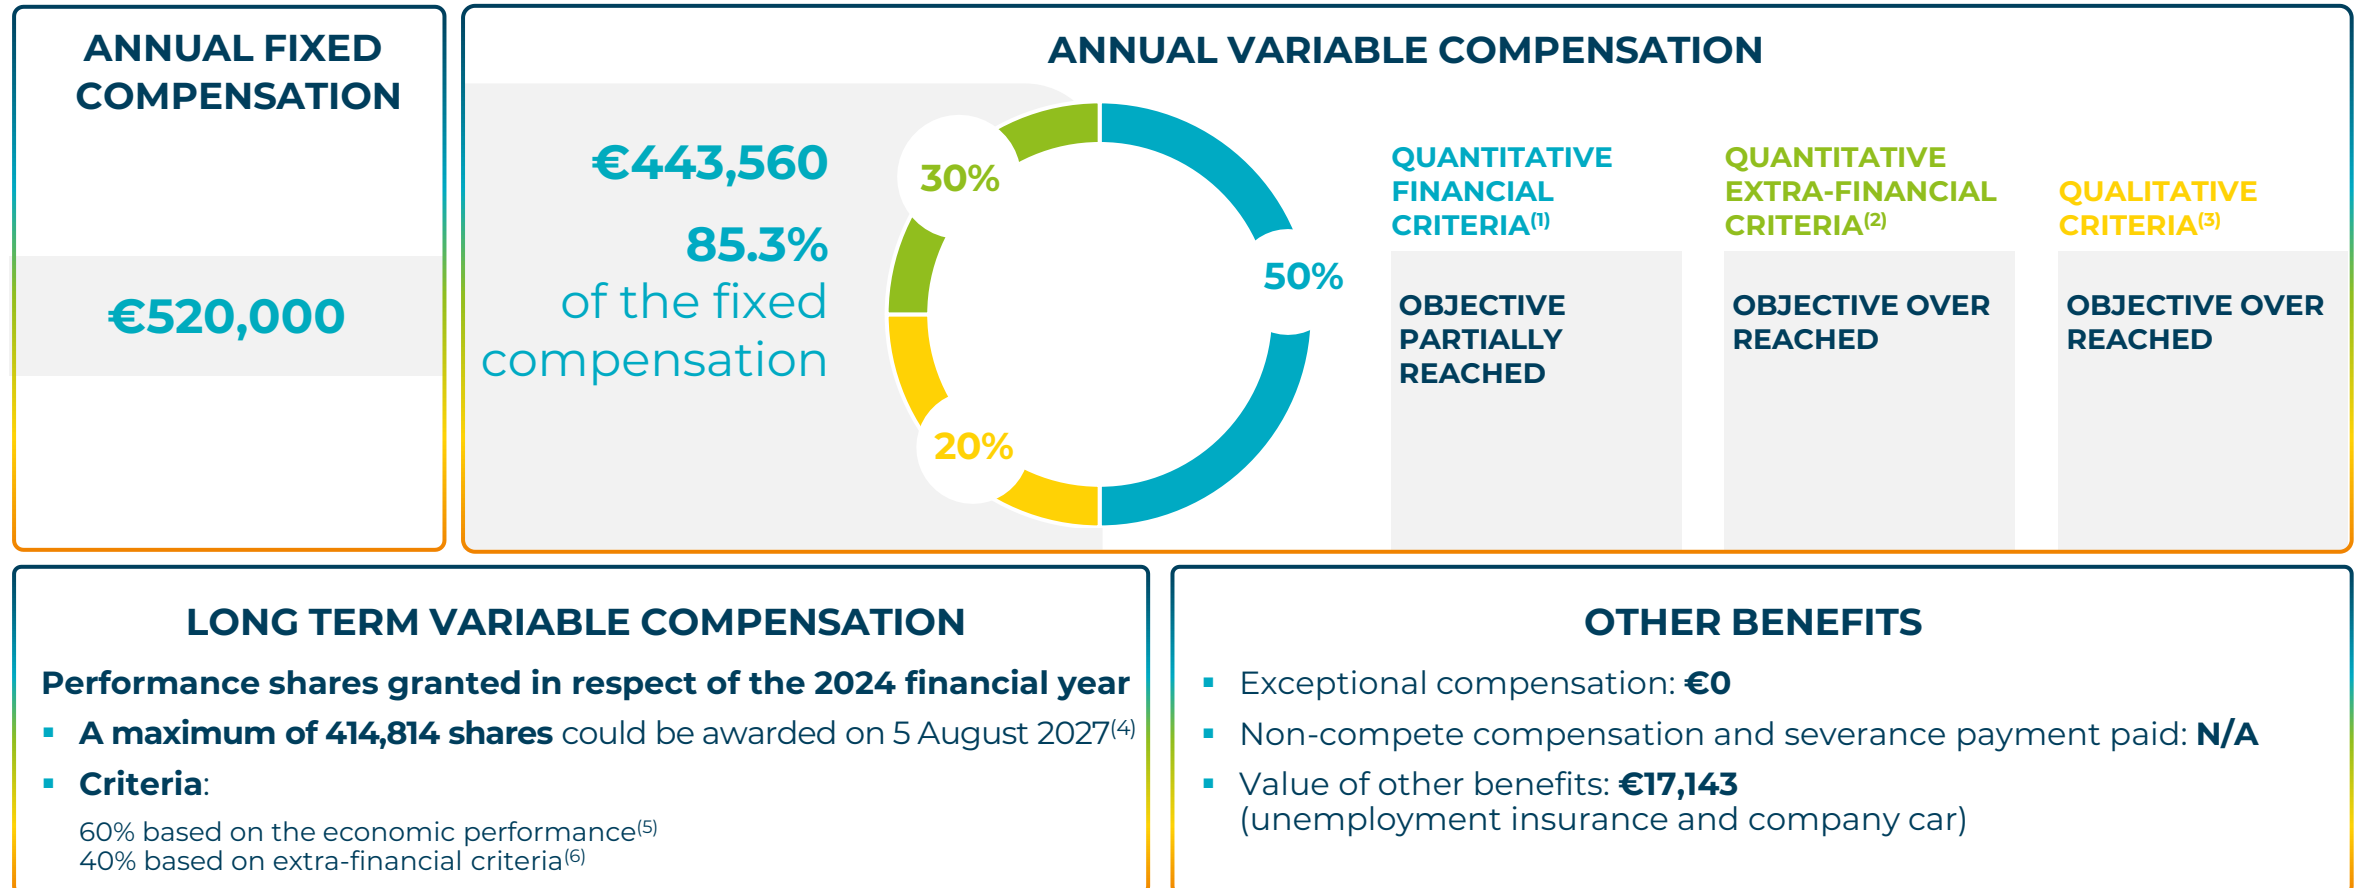 ANNUAL FIXED
COMPENSATION
€520,000
ANNUAL VARIABLE COMPENSATION
€443,560
85.3%
of the fixed
compensation
30%
50%
20%
QUANTITATIVE
FINANCIAL
CRITERIA(1)
OBJECTIVE
PARTIALLY
REACHED
QUANTITATIVE
EXTRA-FINANCIAL
CRITERIA(2)
OBJECTIVE OVER
REACHED
QUALITATIVE
CRITERIA(3)
OBJECTIVE OVER
REACHED
LONG TERM VARIABLE COMPENSATION
Performance shares granted in respect of the 2024 financial year
▪ A maximum of 414,814 shares could be awarded on 5 August 2027(4)
▪ Criteria:
60% based on the economic performance(5)
40% based on extra-financial criteria(6)
OTHER BENEFITS
▪ Exceptional compensation: €0
▪ Non-compete compensation and severance payment paid: N/A
▪ Value of other benefits: €17,143
(unemployment insurance and company car)